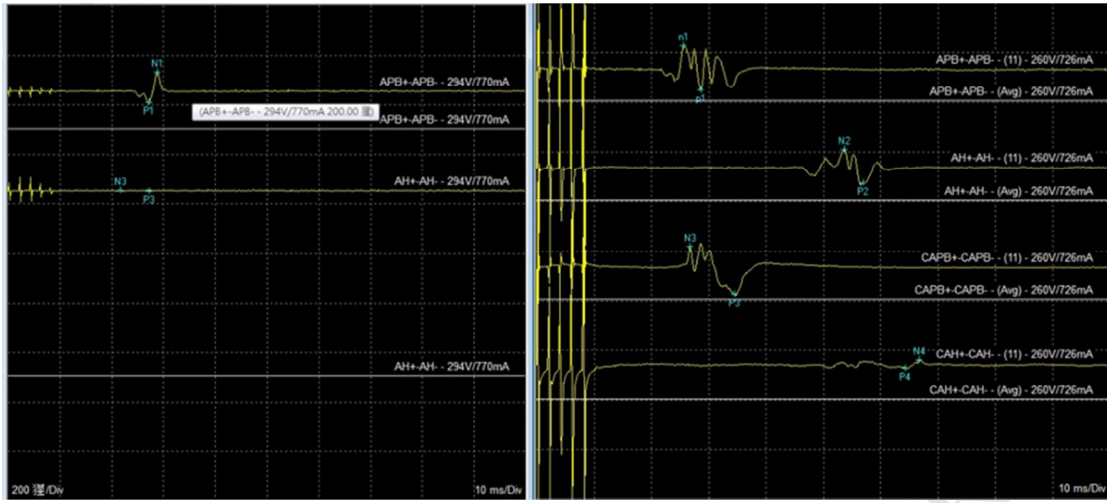 N1
APB+-APB- - 294V/770mA
P1
(APB+-APB- - 294V/770mA 200.00 獞)
APB+-APB- - 294V/770mA
N3
AH+-AH- - 294V/770mA
P3
AH+-AH- - 294V/770mA
200 獞/Div
10 ms/Div
n1
APB+-APB- - (11) - 260V/726mA
p1
APB+-APB- - (Avg) - 260V/726mA
N2
AH+-AH- - (11) - 260V/726mA
P2
AH+-AH- - (Avg) - 260V/726mA
N3
CAPB+-CAPB- - (11) - 260V/726mA
CAPB+-CAPB- - (Avg) - 260V/726mA
P3
N4
CAH+-CAH- - (11) - 260V/726mA
P4
CAH+-CAH- - (Avg) - 260V/726mA
10 ms/Div